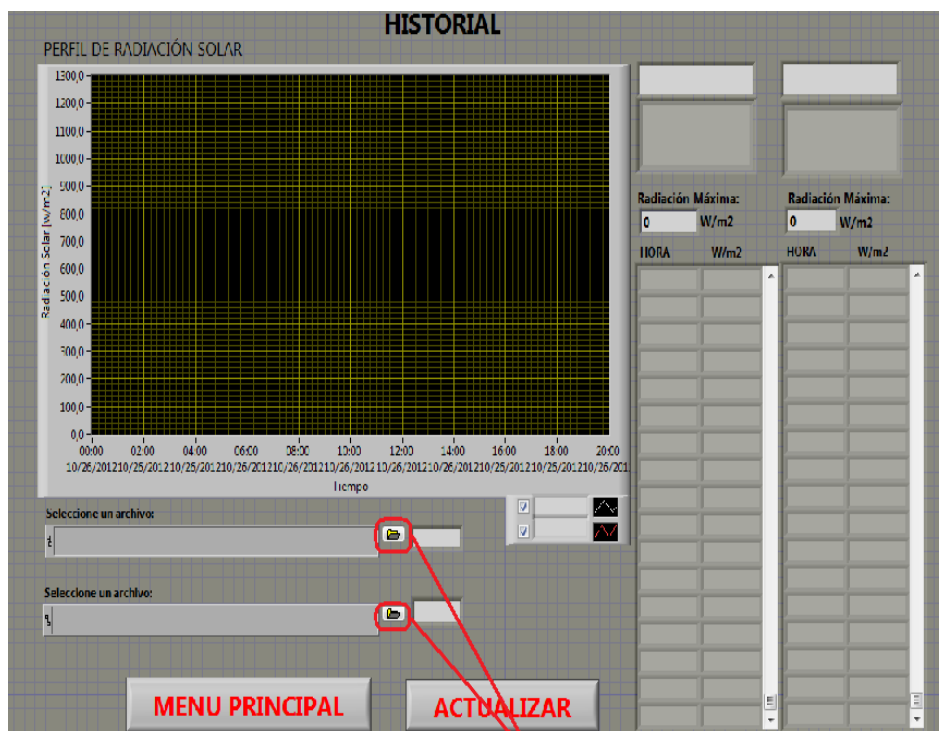 HISTORIAL
PERFIL DE RADIACIÓN SOLAR
1300,0
1200,0
1100,0
1000,0
900,0
800,0
700,0
600,0
500,0
400,0
300,0
200,0
100,0
0,0
Radiación Solar [w/m2]
00:00 02:00 04:00 06:00 08:00 10:00 12:00 14:00 16:00 18:00 20:00
Tiempo
Radiación Máxima:
0 W/m2
HORA W/m2
Radiación Máxima:
0 W/m2
HORA W/m2
Seleccione un archivo:
Seleccione un archivo:
MENU PRINCIPAL
ACTUALIZAR